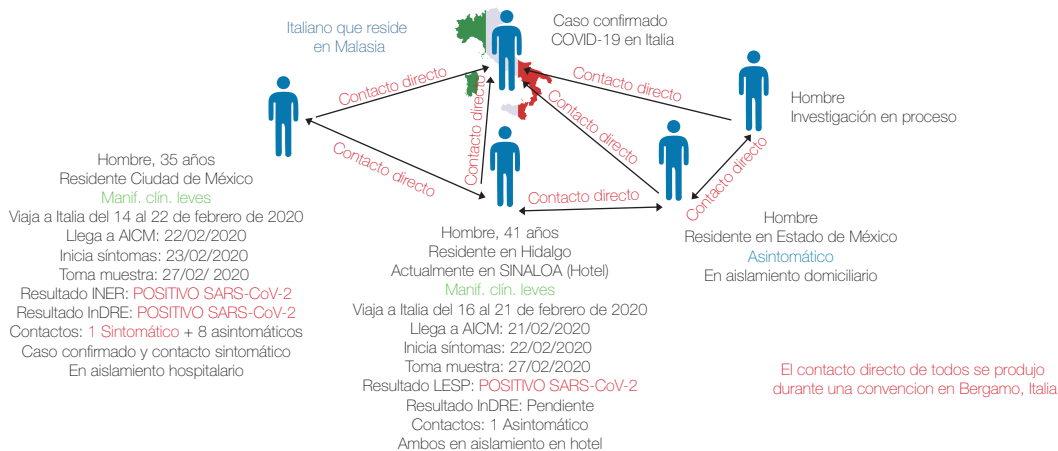 Italiano que reside
en Malasia
Caso confirmado
COVID-19 en Italia
Contacto directo
Contacto directo
Contacto directo
Contacto directo
Contacto directo
Contacto directo
Contacto directo
Hombre
Investigación en proceso
Hombre, 35 años
Residente Ciudad de México
Manif. clín. leves
Viaja a Italia del 14 al 22 de febrero de 2020
Llega a AICM: 22/02/2020
Inicia síntomas: 23/02/2020
Toma muestra: 27/02/ 2020
Resultado INER: POSITIVO SARS-CoV-2
Resultado InDRE: POSITIVO SARS-CoV-2
Contactos: 1 Sintomático + 8 asintomáticos
Caso confirmado y contacto sintomático
En aislamiento hospitalario
Hombre, 41 años
Residente en Hidalgo
Actualmente en SINALOA (Hotel)
Manif. clín. leves
Viaja a Italia del 16 al 21 de febrero de 2020
Llega a AICM: 21/02/2020
Inicia síntomas: 22/02/2020
Toma muestra: 27/02/2020
Resultado LESP: POSITIVO SARS-CoV-2
Resultado InDRE: Pendiente
Contactos: 1 Asintomático
Ambos en aislamiento en hotel
Hombre
Residente en Estado de México
Asintomático
En aislamiento domiciliario
El contacto directo de todos se produjo
durante una convencion en Bergamo, Italia